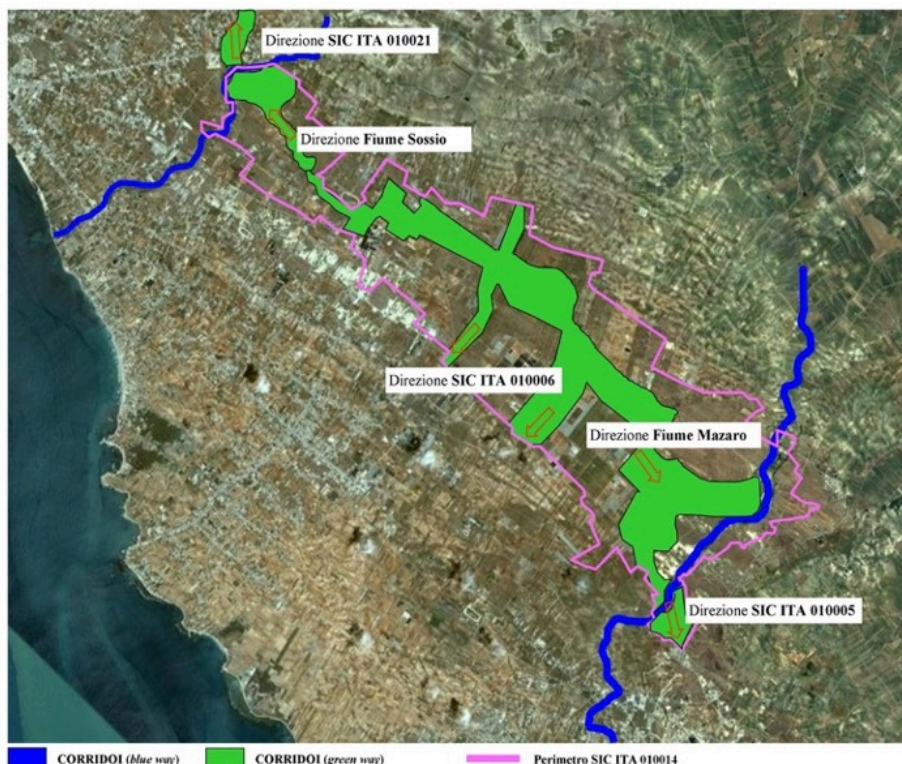 Direzione SIC ITA 010021
Direzione Fiume Sossio
Direzione SIC ITA 010006
Direzione Fiume Mazaro
Direzione SIC ITA 010005
CORRIDOI (blue way)
CORRIDOI (green way)
Perimetro SIC ITA 010014